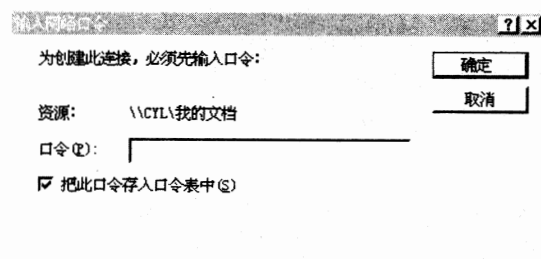 输入网络口令
为创建此连接，必须先输入口令：
确定
取消
资源： \\CYL\我的文档
口令(P)：
把此口令存入口令表中(S)